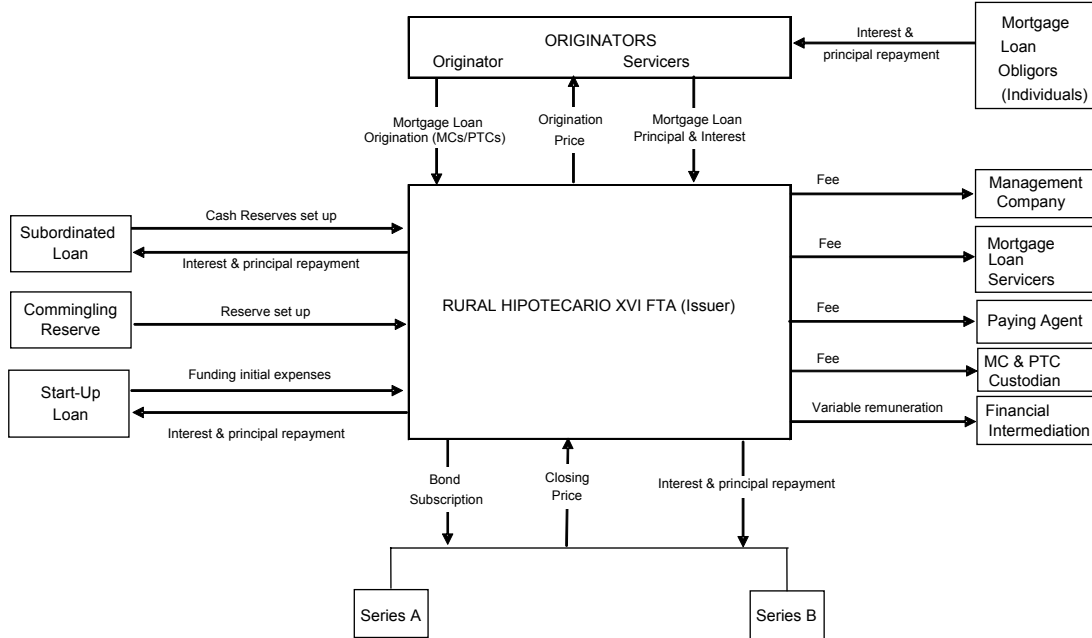 ORIGINATORS
Originator Servicers
Interest &
principal repayment
Mortgage
Loan
Obligors
(Individuals)
Mortgage Loan
Origination (MCs/PTCs)
Origination
Price
Mortgage Loan
Principal & Interest
Subordinated
Loan
Cash Reserves set up
Interest & principal repayment
Commingling
Reserve
Reserve set up
Start-Up
Loan
Funding initial expenses
Interest & principal repayment
RURAL HIPOTECARIO XVI FTA (Issuer)
Fee
Management
Company
Fee
Mortgage
Loan
Servicers
Fee
Paying Agent
Fee
MC & PTC
Custodian
Variable remuneration
Financial
Intermediation
Bond
Subscription
Closing
Price
Interest & principal repayment
Series A
Series B